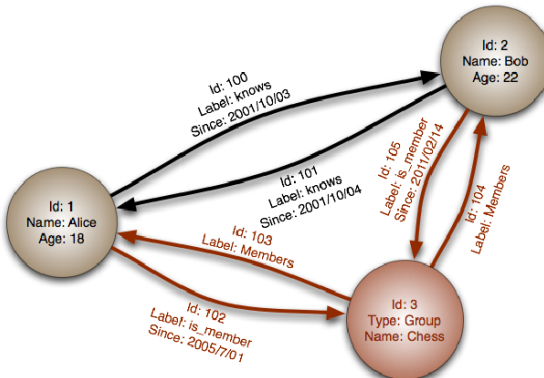 Id: 2
Name: Bob
Age: 22
Id: 100
Label: knows
Since: 2001/10/03
Id: 101
Label: knows
Since: 2001/10/04
Id: 105
Label: is_member
Since: 2011/02/14
Id: 104
Label: Members
Id: 1
Name: Alice
Age: 18
Id: 103
Label: Members
Id: 102
Label: is_member
Since: 2005/7/01
Id: 3
Type: Group
Name: Chess